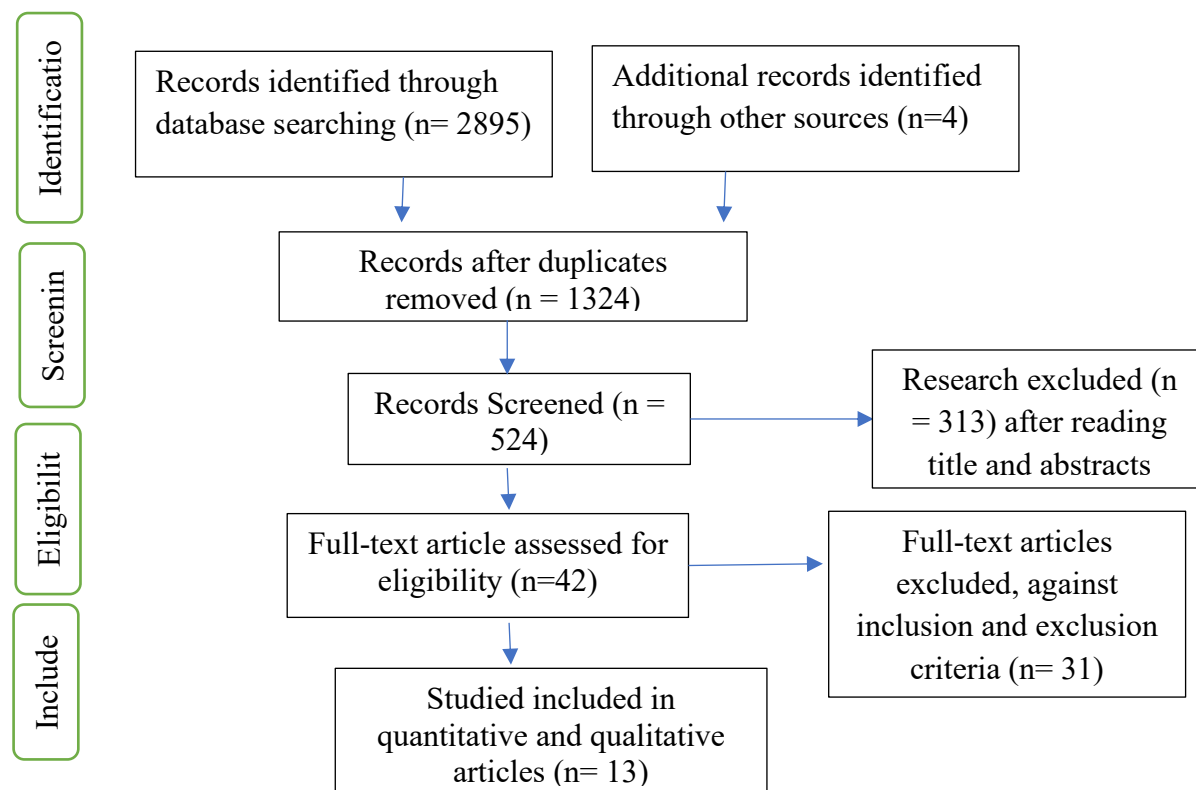 Identificatio
Records identified through
database searching (n= 2895)
Additional records identified
through other sources (n=4)
Screenin
Records after duplicates
removed (n = 1324)
Records Screened (n =
524)
Research excluded (n
= 313) after reading
title and abstracts
Eligibilit
Full-text article assessed for
eligibility (n=42)
Full-text articles
excluded, against
inclusion and exclusion
criteria (n= 31)
Include
Studied included in
quantitative and qualitative
articles (n= 13)